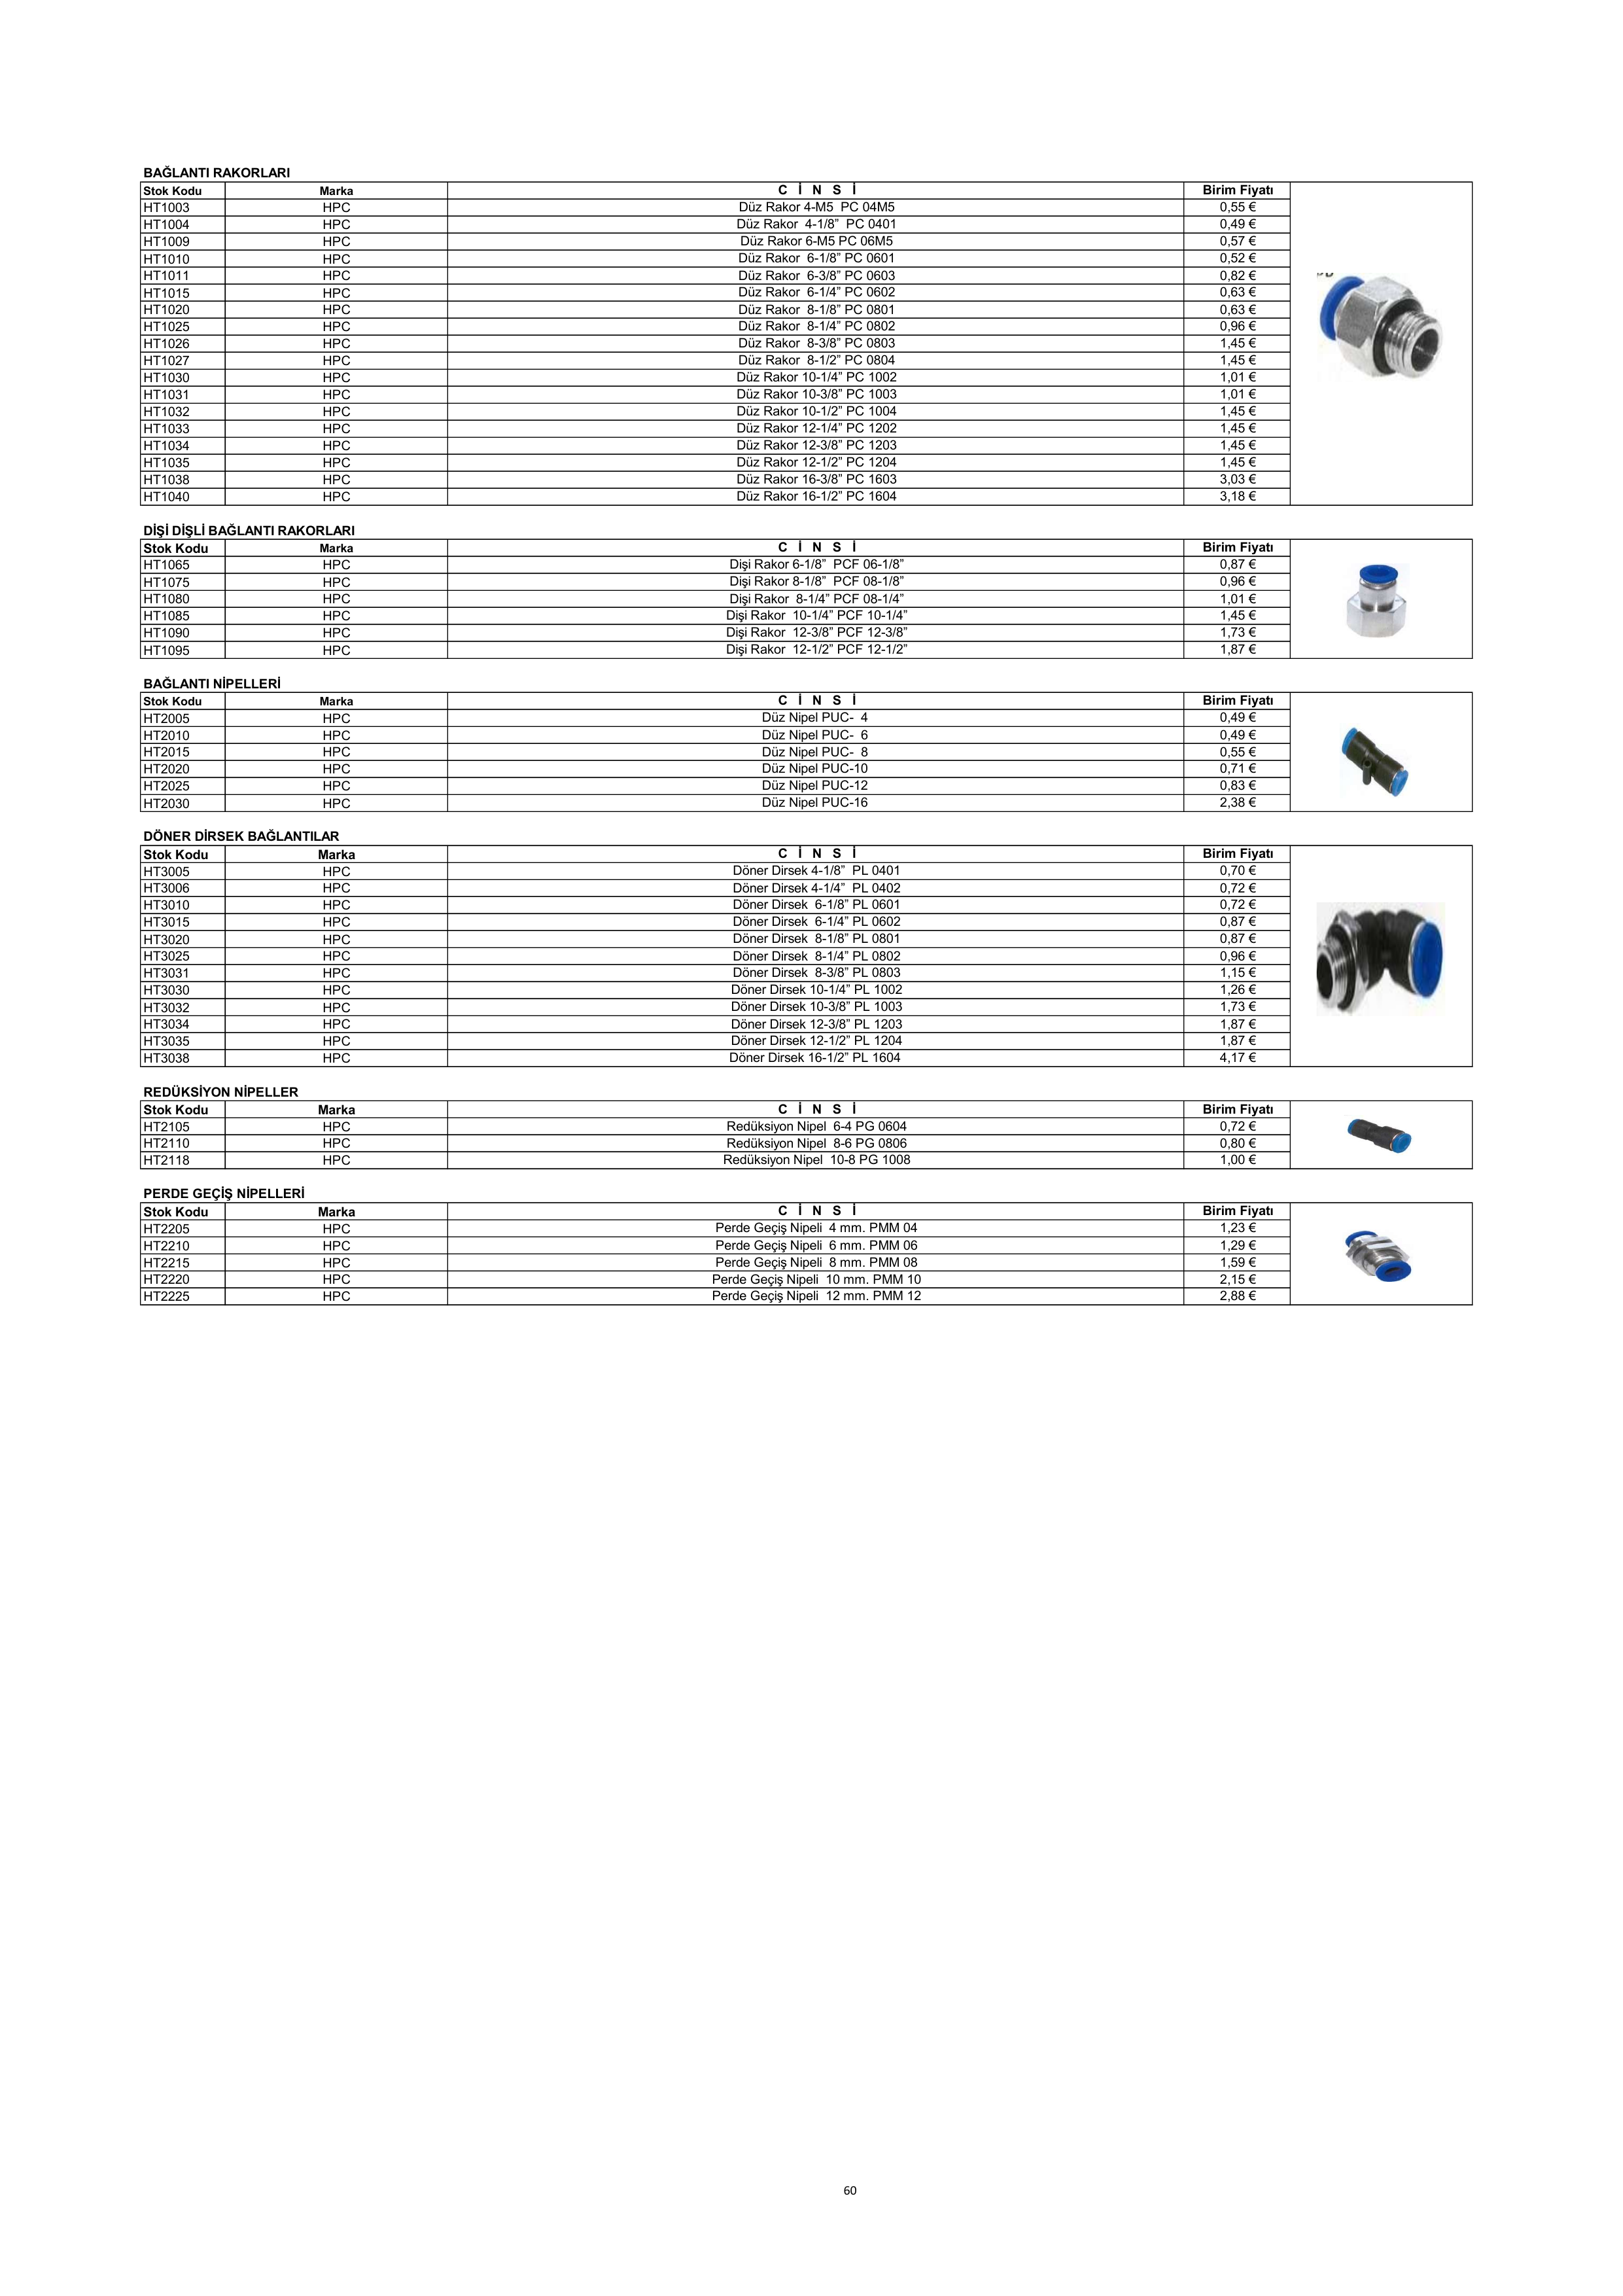 BAĞLANTI RAKORLARI
Stok Kodu Marka C İ N S İ Birim Fiyatı
HT1003 HPC Düz Rakor 4-M5 PC 04M5 0,55 €
HT1004 HPC Düz Rakor 4-1/8” PC 0401 0,49 €
HT1009 HPC Düz Rakor 6-M5 PC 06M5 0,57 €
HT1010 HPC Düz Rakor 6-1/8” PC 0601 0,52 €
HT1011 HPC Düz Rakor 6-3/8” PC 0603 0,82 €
HT1015 HPC Düz Rakor 6-1/4” PC 0602 0,63 €
HT1020 HPC Düz Rakor 8-1/8” PC 0801 0,63 €
HT1025 HPC Düz Rakor 8-1/4” PC 0802 0,96 €
HT1026 HPC Düz Rakor 8-3/8” PC 0803 1,45 €
HT1027 HPC Düz Rakor 8-1/2” PC 0804 1,45 €
HT1030 HPC Düz Rakor 10-1/4” PC 1002 1,01 €
HT1031 HPC Düz Rakor 10-3/8” PC 1003 1,01 €
HT1032 HPC Düz Rakor 10-1/2” PC 1004 1,45 €
HT1033 HPC Düz Rakor 12-1/4” PC 1202 1,45 €
HT1034 HPC Düz Rakor 12-3/8” PC 1203 1,45 €
HT1035 HPC Düz Rakor 12-1/2” PC 1204 1,45 €
HT1038 HPC Düz Rakor 16-3/8” PC 1603 3,03 €
HT1040 HPC Düz Rakor 16-1/2” PC 1604 3,18 €
DİŞİ DİŞLİ BAĞLANTI RAKORLARI
Stok Kodu Marka C İ N S İ Birim Fiyatı
HT1065 HPC Dişi Rakor 6-1/8” PCF 06-1/8” 0,87 €
HT1075 HPC Dişi Rakor 8-1/8” PCF 08-1/8” 0,96 €
HT1080 HPC Dişi Rakor 8-1/4” PCF 08-1/4” 1,01 €
HT1085 HPC Dişi Rakor 10-1/4” PCF 10-1/4” 1,45 €
HT1090 HPC Dişi Rakor 12-3/8” PCF 12-3/8” 1,73 €
HT1095 HPC Dişi Rakor 12-1/2” PCF 12-1/2” 1,87 €
BAĞLANTI NİPELLERİ
Stok Kodu Marka C İ N S İ Birim Fiyatı
HT2005 HPC Düz Nipel PUC- 4 0,49 €
HT2010 HPC Düz Nipel PUC- 6 0,49 €
HT2015 HPC Düz Nipel PUC- 8 0,55 €
HT2020 HPC Düz Nipel PUC-10 0,71 €
HT2025 HPC Düz Nipel PUC-12 0,83 €
HT2030 HPC Düz Nipel PUC-16 2,38 €
DÖNER DİRSEK BAĞLANTILAR
Stok Kodu Marka C İ N S İ Birim Fiyatı
HT3005 HPC Döner Dirsek 4-1/8” PL 0401 0,70 €
HT3006 HPC Döner Dirsek 4-1/4” PL 0402 0,72 €
HT3010 HPC Döner Dirsek 6-1/8” PL 0601 0,72 €
HT3015 HPC Döner Dirsek 6-1/4” PL 0602 0,87 €
HT3020 HPC Döner Dirsek 8-1/8” PL 0801 0,87 €
HT3025 HPC Döner Dirsek 8-1/4” PL 0802 0,96 €
HT3031 HPC Döner Dirsek 8-3/8” PL 0803 1,15 €
HT3030 HPC Döner Dirsek 10-1/4” PL 1002 1,26 €
HT3032 HPC Döner Dirsek 10-3/8” PL 1003 1,73 €
HT3034 HPC Döner Dirsek 12-3/8” PL 1203 1,87 €
HT3035 HPC Döner Dirsek 12-1/2” PL 1204 1,87 €
HT3038 HPC Döner Dirsek 16-1/2” PL 1604 4,17 €
REDÜKSİYON NİPELLER
Stok Kodu Marka C İ N S İ Birim Fiyatı
HT2105 HPC Redüksiyon Nipel 6-4 PG 0604 0,72 €
HT2110 HPC Redüksiyon Nipel 8-6 PG 0806 0,80 €
HT2118 HPC Redüksiyon Nipel 10-8 PG 1008 1,00 €
PERDE GEÇİŞ NİPELLERİ
Stok Kodu Marka C İ N S İ Birim Fiyatı
HT2205 HPC Perde Geçiş Nipeli 4 mm. PMM 04 1,23 €
HT2210 HPC Perde Geçiş Nipeli 6 mm. PMM 06 1,29 €
HT2215 HPC Perde Geçiş Nipeli 8 mm. PMM 08 1,59 €
HT2220 HPC Perde Geçiş Nipeli 10 mm. PMM 10 2,15 €
HT2225 HPC Perde Geçiş Nipeli 12 mm. PMM 12 2,88 €
60